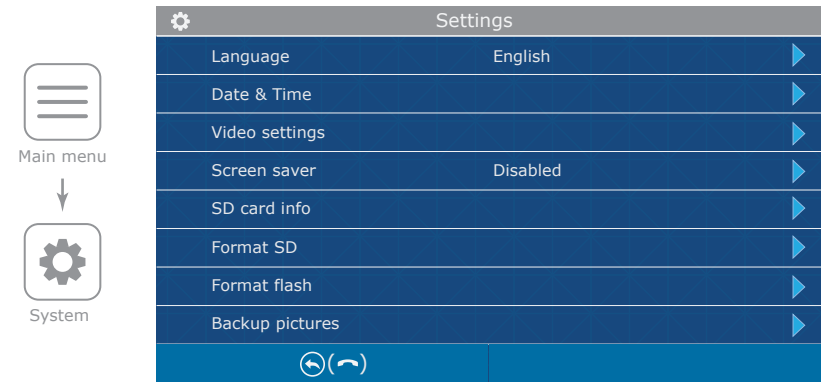 Settings
Language English
Date & Time
Video settings
Main menu
Screen saver Disabled
SD card info
Format SD
Format flash
System
Backup pictures